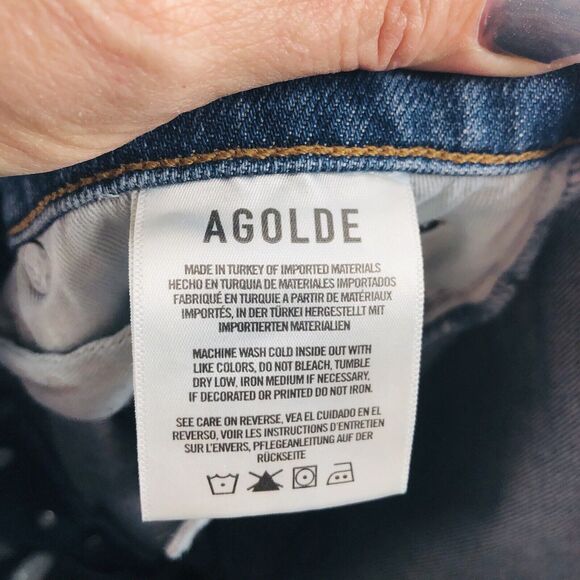 AGOLDE
MADE IN TURKEY OF IMPORTED MATERIALS
HECHO EN TURQUIA DE MATERIALES IMPORTADOS
FABRIQUÉ EN TURQUIE A PARTIR DE MATÉRIAUX
IMPORTÉS, IN DER TÜRKEI HERGESTELLT MIT
IMPORTIERTEN MATERIALIEN
MACHINE WASH COLD INSIDE OUT WITH
LIKE COLORS, DO NOT BLEACH, TUMBLE
DRY LOW, IRON MEDIUM IF NECESSARY,
IF DECORATED OR PRINTED DO NOT IRON.
SEE CARE ON REVERSE, VEA EL CUIDADO EN EL
REVERSO, VOIR LES INSTRUCTIONS D'ENTRETIEN
SUR L'ENVERS, PFLEGEANLEITUNG AUF DER
RÜCKSEITE